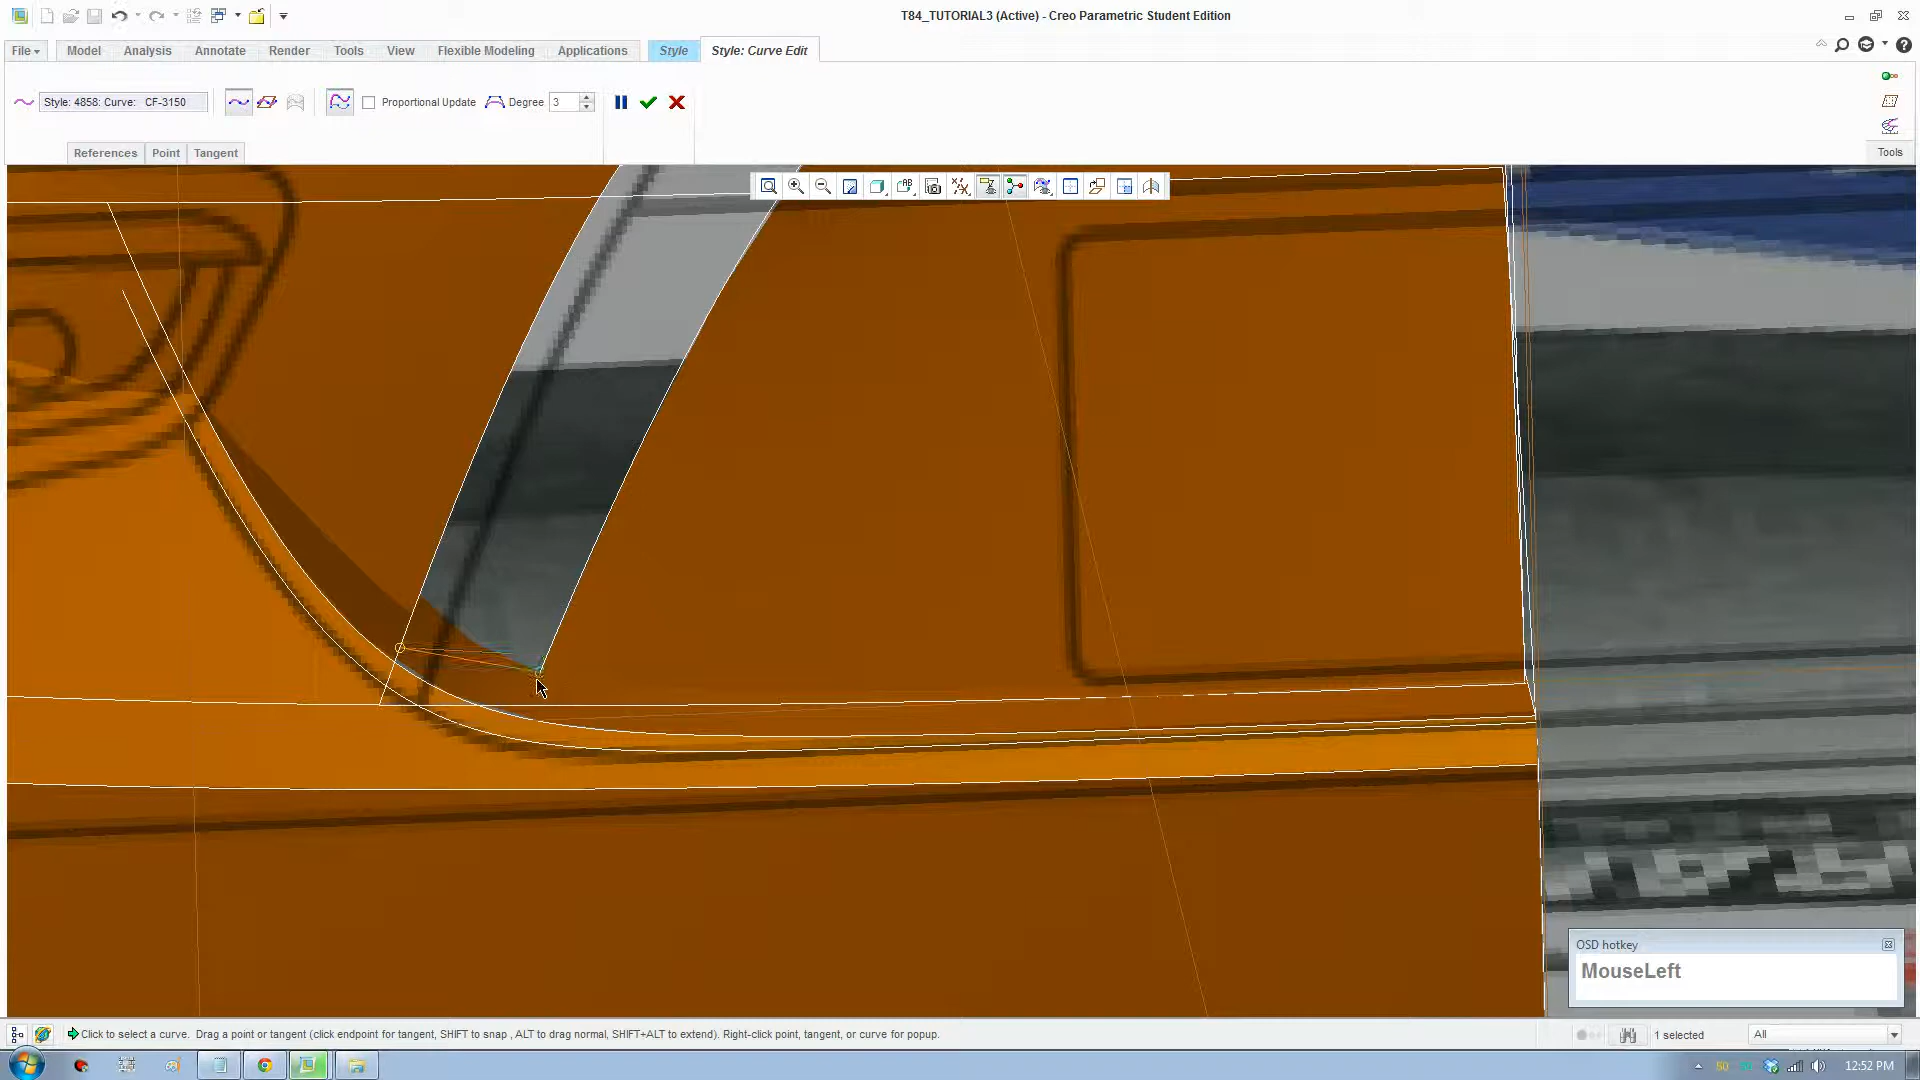 T84_TUTORIAL3 (Active) - Creo Parametric Student Edition
File
Model
Analysis
Annotate
Render
Tools
View
Flexible Modeling
Applications
Style
Style: Curve Edit
Style: 4858: Curve: CF-3150
Proportional Update
Degree
3
References
Point
Tangent
Tools
OSD hotkey
MouseLeft
Click to select a curve. Drag a point or tangent (click endpoint for tangent, SHIFT to snap , ALT to drag normal, SHIFT+ALT to extend). Right-click point, tangent, or curve for popup.
1 selected
All
12:52 PM